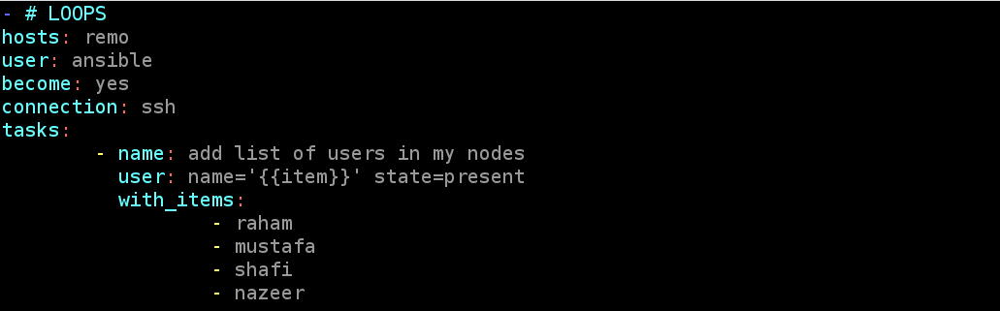 - # LOOPS
hosts: remo
user: ansible
become: yes
connection: ssh
tasks:
        - name: add list of users in my nodes
          user: name='{{item}}' state=present
          with_items:
                  - raham
                  - mustafa
                  - shafi
                  - nazeer